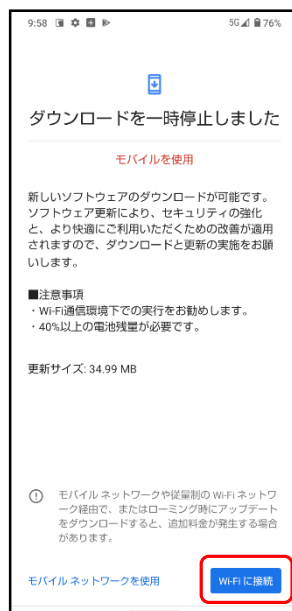 9:58 5G 76%
ダウンロードを一時停止しました
モバイルを使用
新しいソフトウェアのダウンロードが可能です。
ソフトウェア更新により、セキュリティの強化
と、より快適にご利用いただくための改善が適用
されますので、ダウンロードと更新の実施をお願
いします。
■注意事項
・Wi-Fi通信環境下での実行をお勧めします。
・40%以上の電池残量が必要です。
更新サイズ: 34.99 MB
モバイル ネットワークや従量制の Wi-Fi ネットワ
ーク経由で、またはローミング時にアップデート
をダウンロードすると、追加料金が発生する場合
があります。
モバイル ネットワークを使用 Wi-Fi に接続